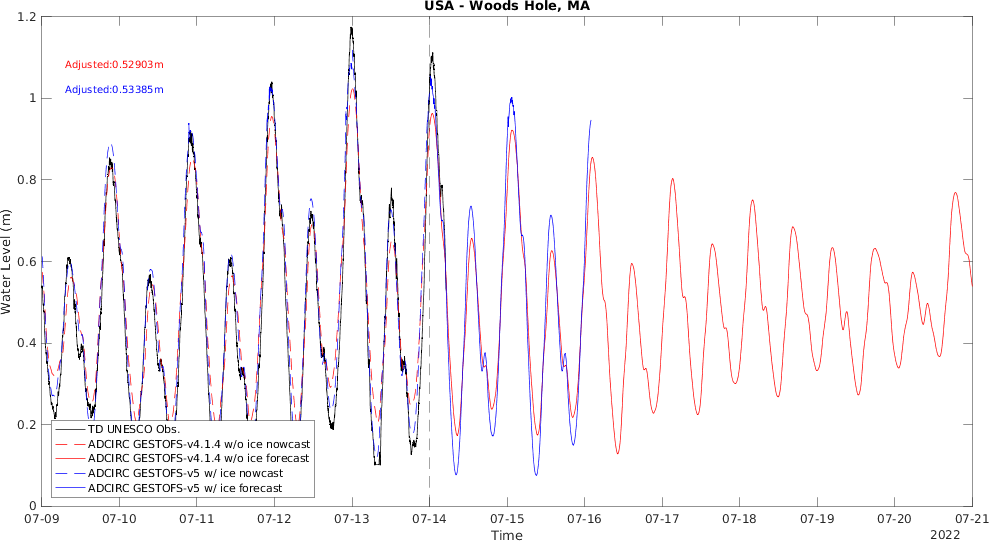 USA - Woods Hole, MA
Adjusted:0.52903m
Adjusted:0.53385m
Water Level (m)
1.2
1
0.8
0.6
0.4
0.2
0
TD UNESCO Obs.
ADCIRC GESTOFS-v4.1.4 w/o ice nowcast
ADCIRC GESTOFS-v4.1.4 w/o ice forecast
ADCIRC GESTOFS-v5 w/ ice nowcast
ADCIRC GESTOFS-v5 w/ ice forecast
07-09 07-10 07-11 07-12 07-13 07-14 07-15 07-16 07-17 07-18 07-19 07-20 07-21
Time
2022